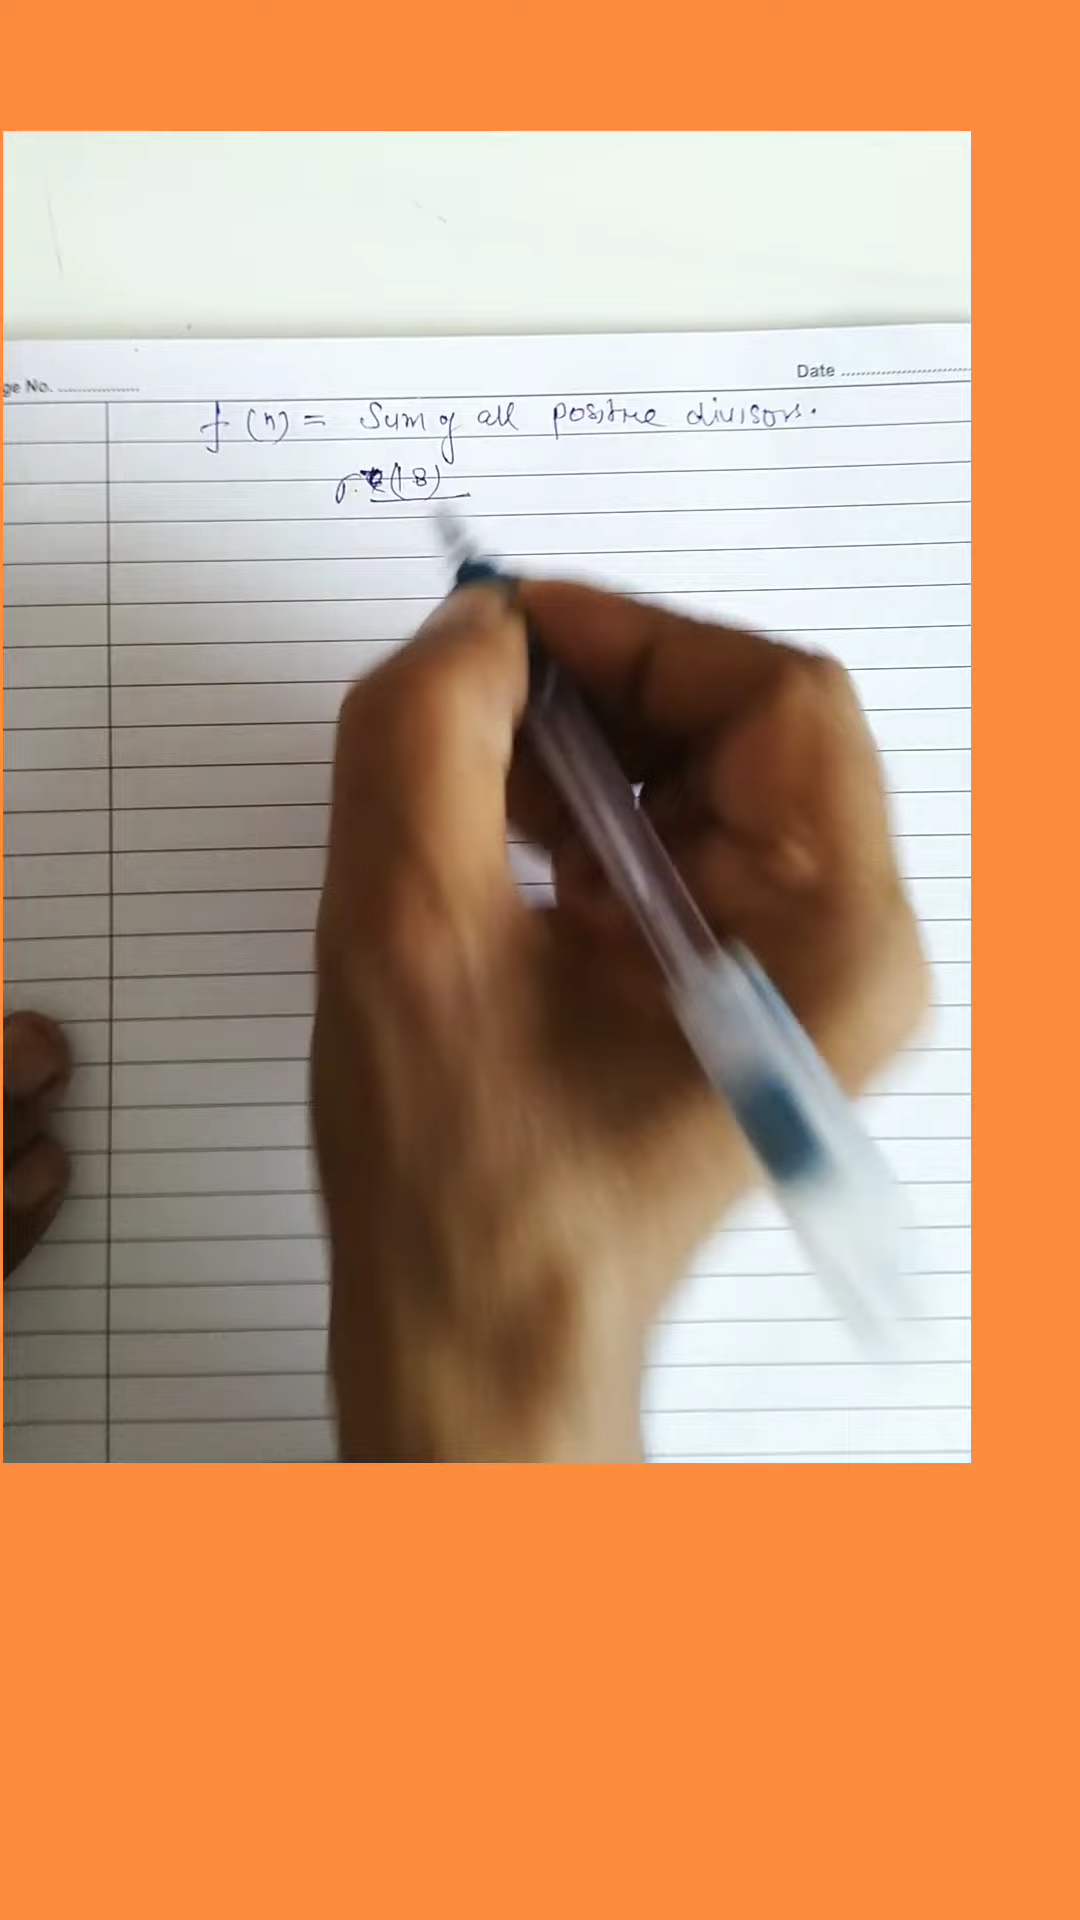 ge No. ................
Date ................................
f (n) = Sum of all positive divisors.
(18)